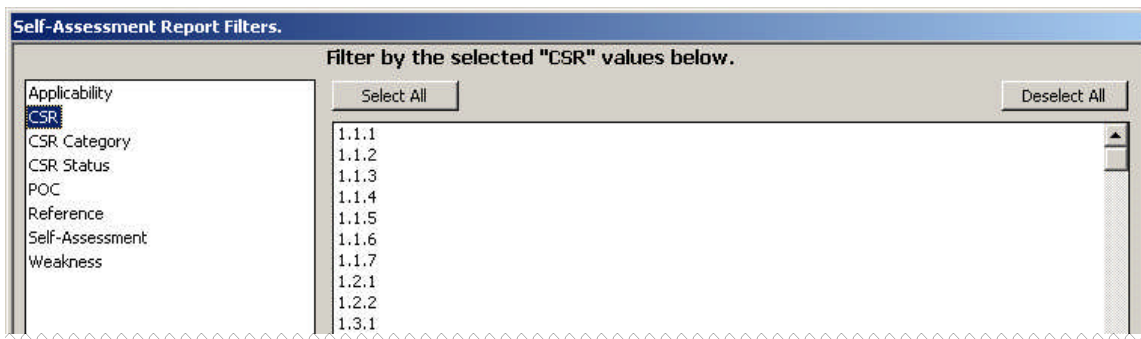 Self-Assessment Report Filters.
Filter by the selected "CSR" values below.
Select All
Deselect All
Applicability
CSR
CSR Category
CSR Status
POC
Reference
Self-Assessment
Weakness
1.1.1
1.1.2
1.1.3
1.1.4
1.1.5
1.1.6
1.1.7
1.2.1
1.2.2
1.3.1